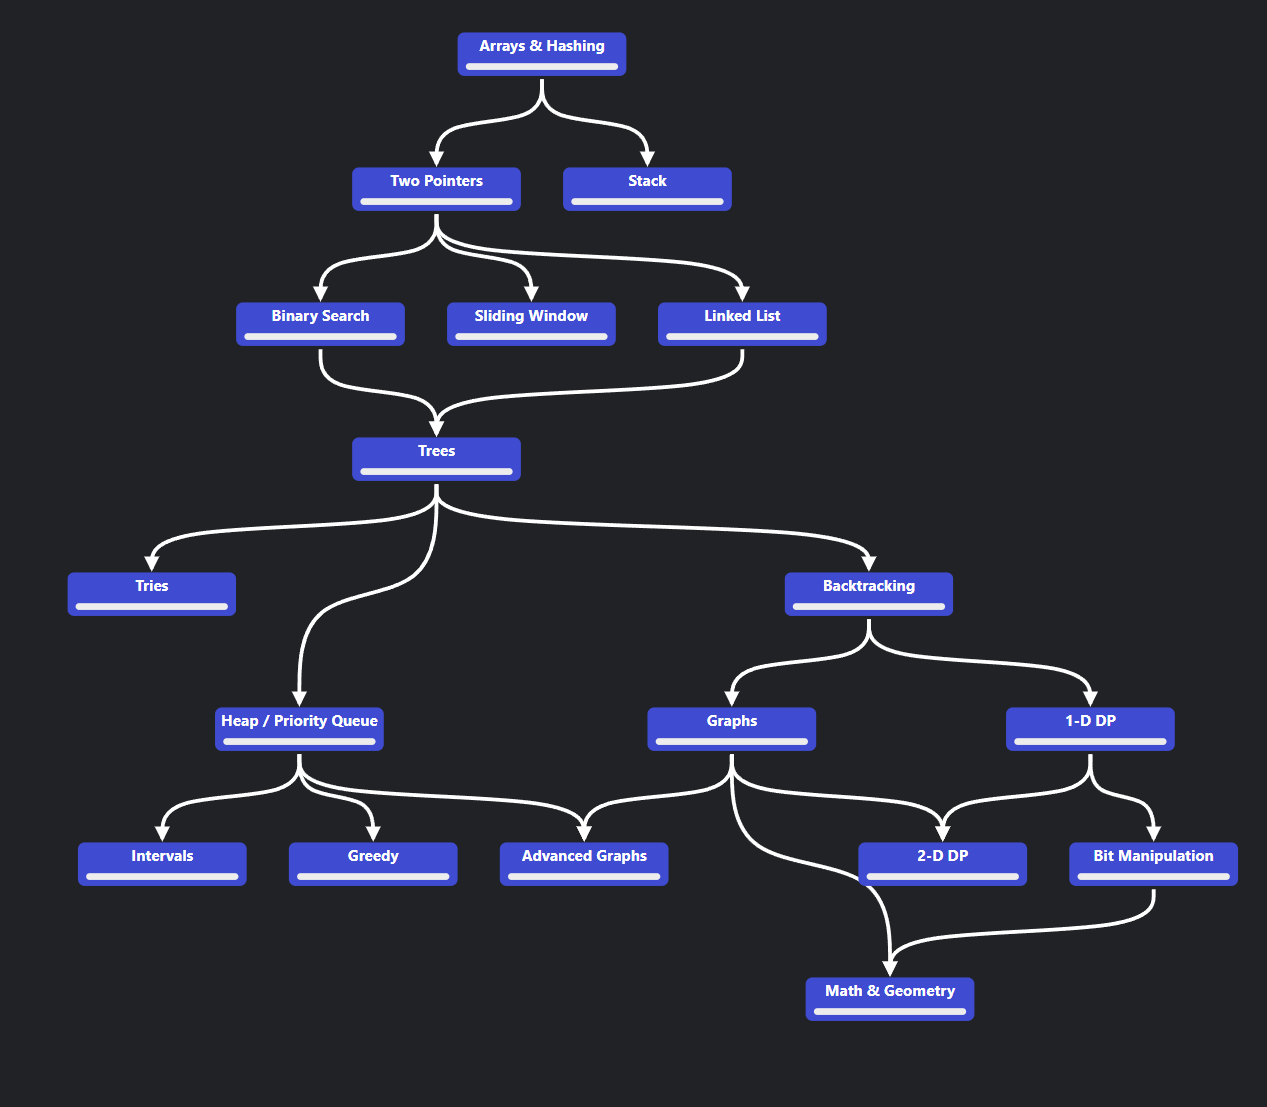 Arrays & Hashing
Two Pointers
Stack
Binary Search
Sliding Window
Linked List
Trees
Tries
Backtracking
Heap / Priority Queue
Graphs
1-D DP
Intervals
Greedy
Advanced Graphs
2-D DP
Bit Manipulation
Math & Geometry